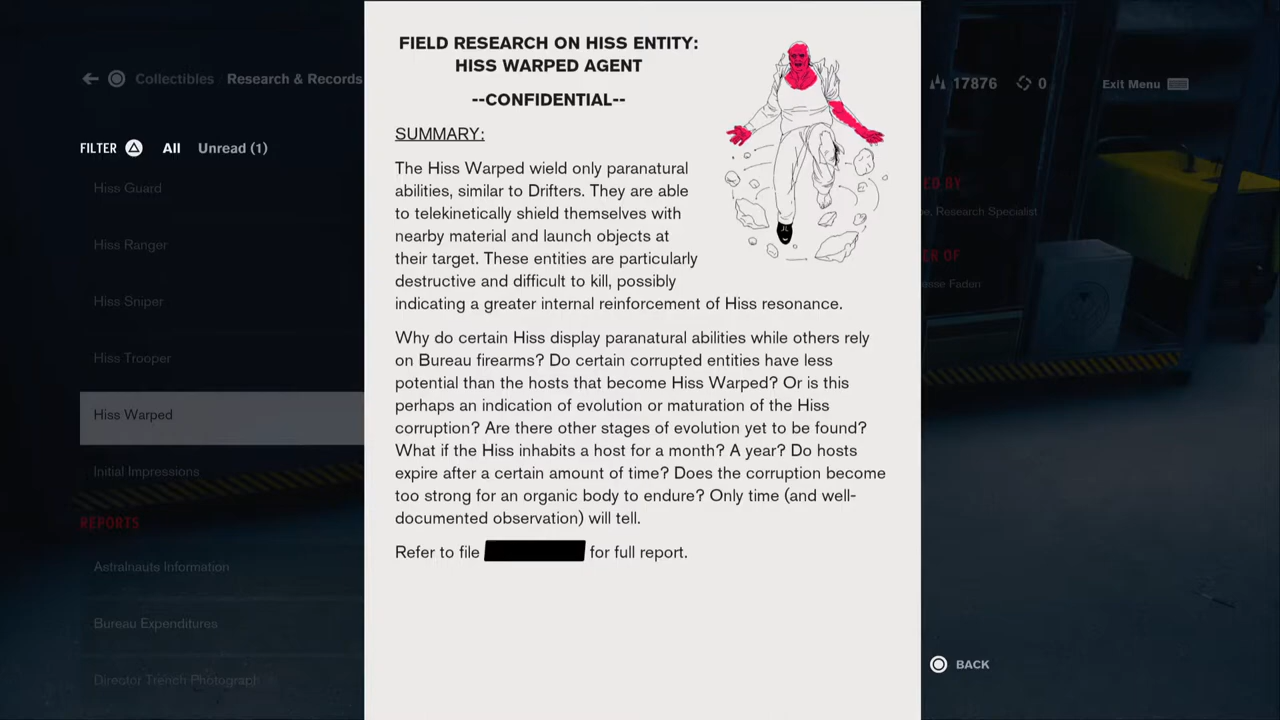 FIELD RESEARCH ON HISS ENTITY:
HISS WARPED AGENT
--CONFIDENTIAL--
SUMMARY:
The Hiss Warped wield only paranatural
abilities, similar to Drifters. They are able
to telekinetically shield themselves with
nearby material and launch objects at
their target. These entities are particularly
destructive and difficult to kill, possibly
indicating a greater internal reinforcement of Hiss resonance.
Why do certain Hiss display paranatural abilities while others rely
on Bureau firearms? Do certain corrupted entities have less
potential than the hosts that become Hiss Warped? Or is this
perhaps an indication of evolution or maturation of the Hiss
corruption? Are there other stages of evolution yet to be found?
What if the Hiss inhabits a host for a month? A year? Do hosts
expire after a certain amount of time? Does the corruption become
too strong for an organic body to endure? Only time (and well-
documented observation) will tell.
Refer to file for full report.
Collectibles Research & Records
FILTER All Unread (1)
Hiss Guard
Hiss Ranger
Hiss Sniper
Hiss Trooper
Hiss Warped
Initial Impressions
REPORTS
Astralnauts Information
Bureau Expenditures
Director Trench Photograph
17876 0 Exit Menu
BY
Research Specialist
OF
Fadon
BACK